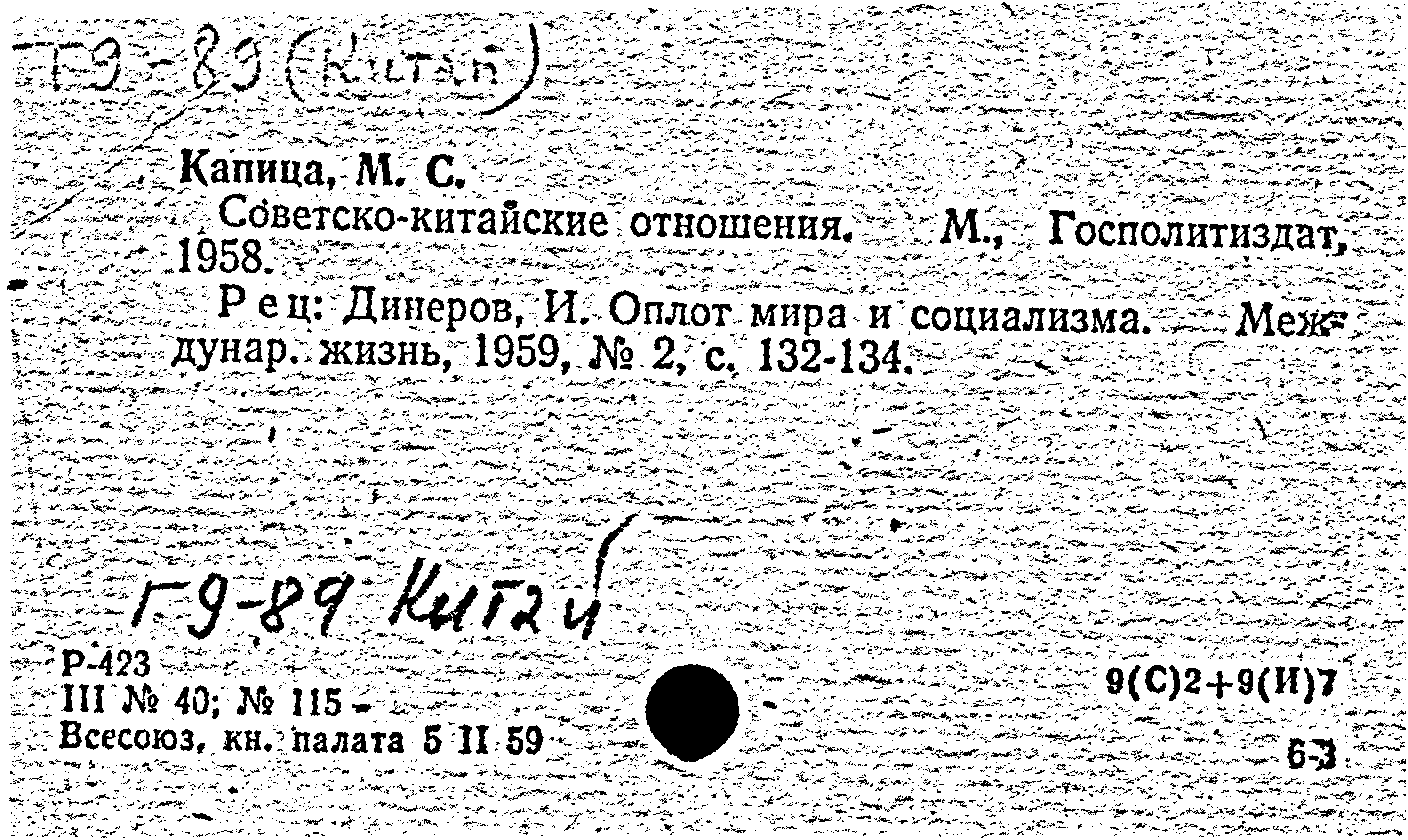 Г9-89 (Китай)
Капица, М. С.
Советско-китайские отношения. М., Госполитиздат,
1958.
Рец: Динеров, И. Оплот мира и социализма. Меж-
дунар. жизнь, 1959, № 2, с. 132-134.
Г9-89 Китай
Р-423
III № 40; № 115 -
Всесоюз. кн. палата 5 II 59
9(С)2+9(И)7
6-3